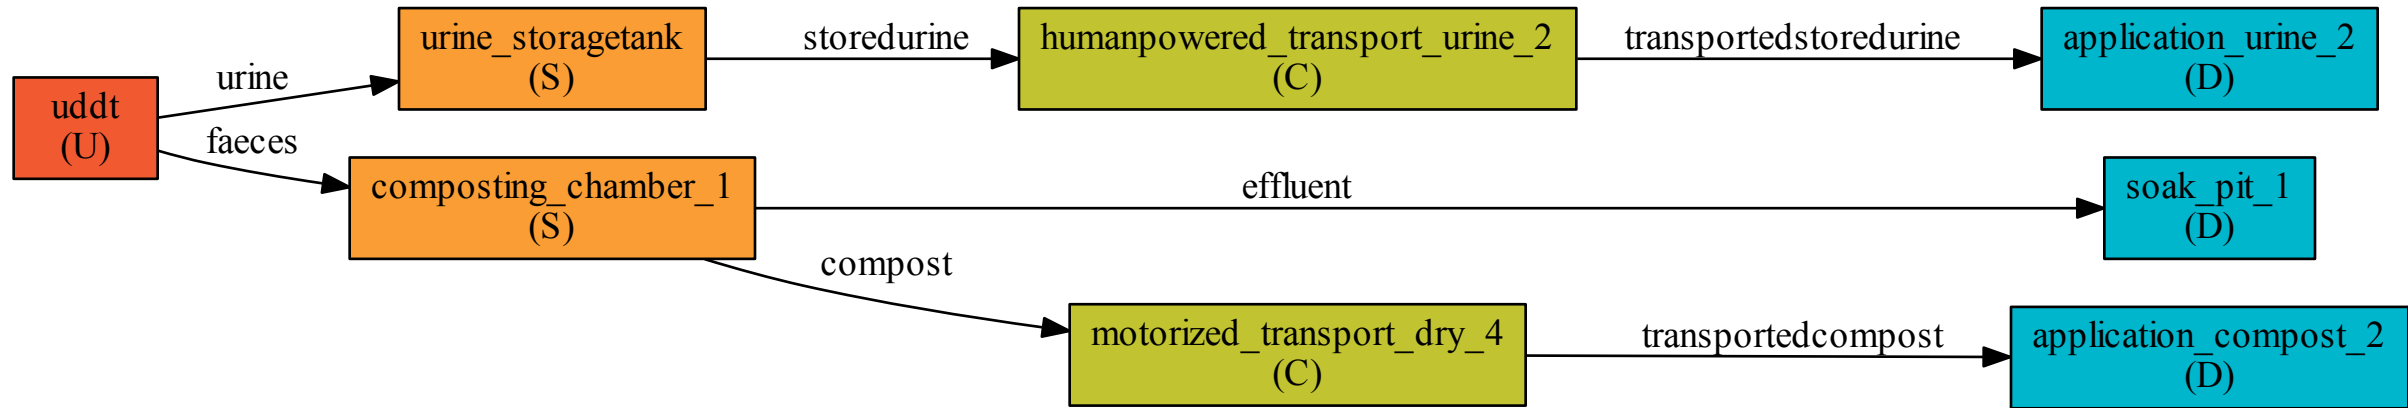 uddt
(U)
urine
faeces
urine_storagetank
(S)
storedurine
humanpowered_transport_urine_2
(C)
transportedstoredurine
application_urine_2
(D)
composting_chamber_1
(S)
effluent
soak_pit_1
(D)
compost
motorized_transport_dry_4
(C)
transportedcompost
application_compost_2
(D)